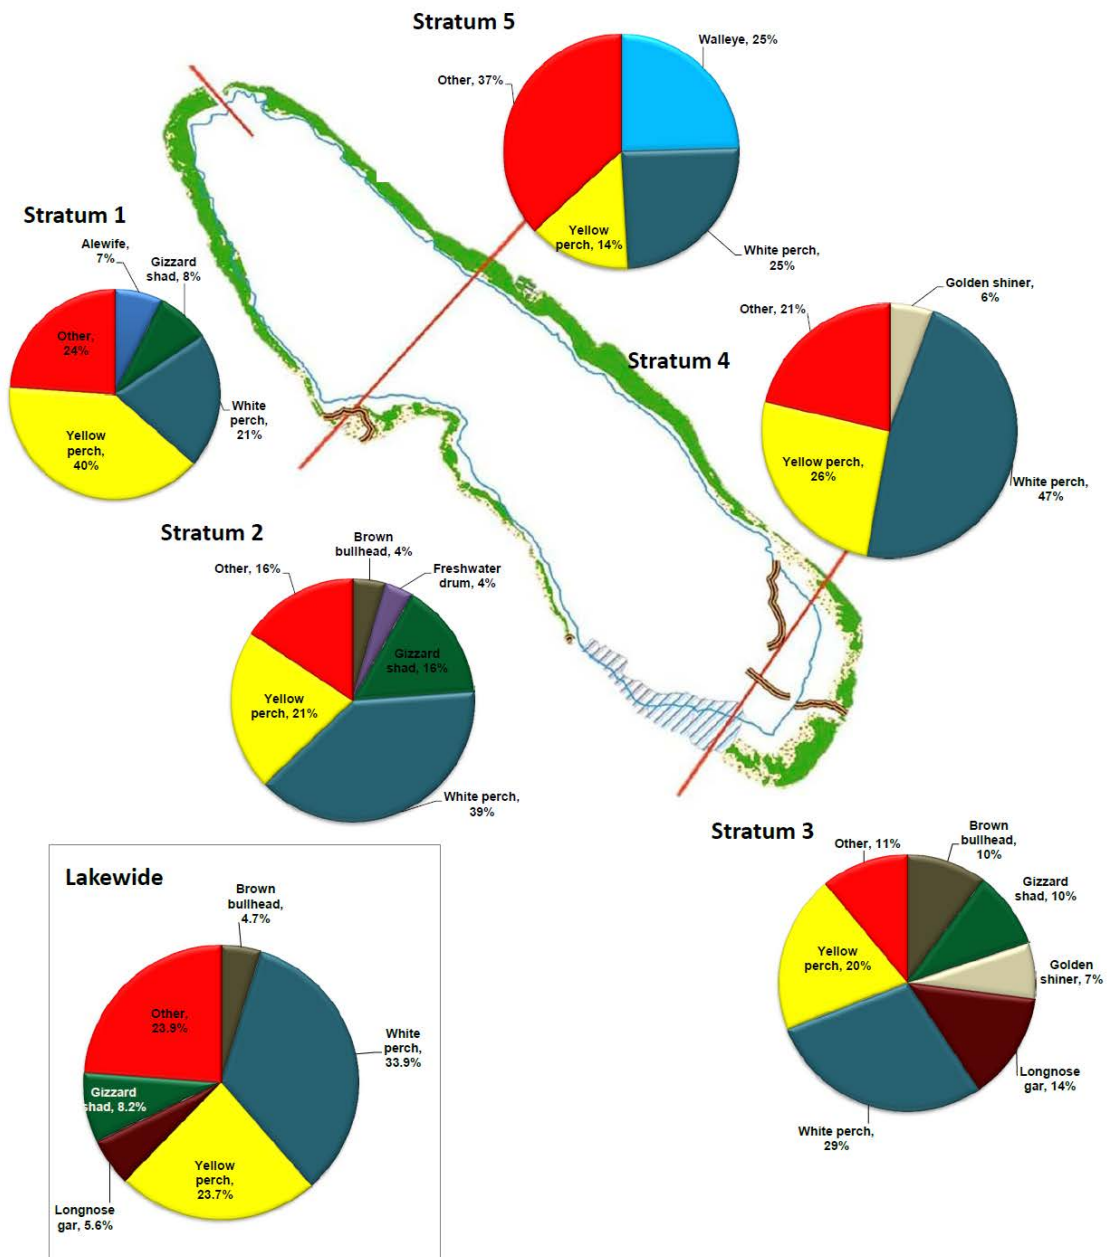 Stratum 5
Walleye, 25%
Other, 37%
Yellow
perch, 14%
White perch,
25%
Stratum 1
Alewife,
7%
Gizzard
shad, 8%
Other,
24%
White
perch,
21%
Yellow
perch,
40%
Stratum 4
Golden shiner,
6%
Other, 21%
Yellow perch,
26%
White perch,
47%
Stratum 2
Brown
bullhead, 4%
Other, 16%
Freshwater
drum, 4%
Gizzard
shad, 16%
Yellow
perch, 21%
White perch,
39%
Stratum 3
Other, 11%
Brown
bullhead,
10%
Gizzard
shad, 10%
Yellow
perch, 20%
Golden
shiner, 7%
Longnose
gar, 14%
White perch,
29%
Lakewide
Brown
bullhead,
4.7%
Other,
23.9%
White
perch,
33.9%
Gizzard
shad, 8.2%
Yellow
perch,
23.7%
Longnose
gar, 5.6%